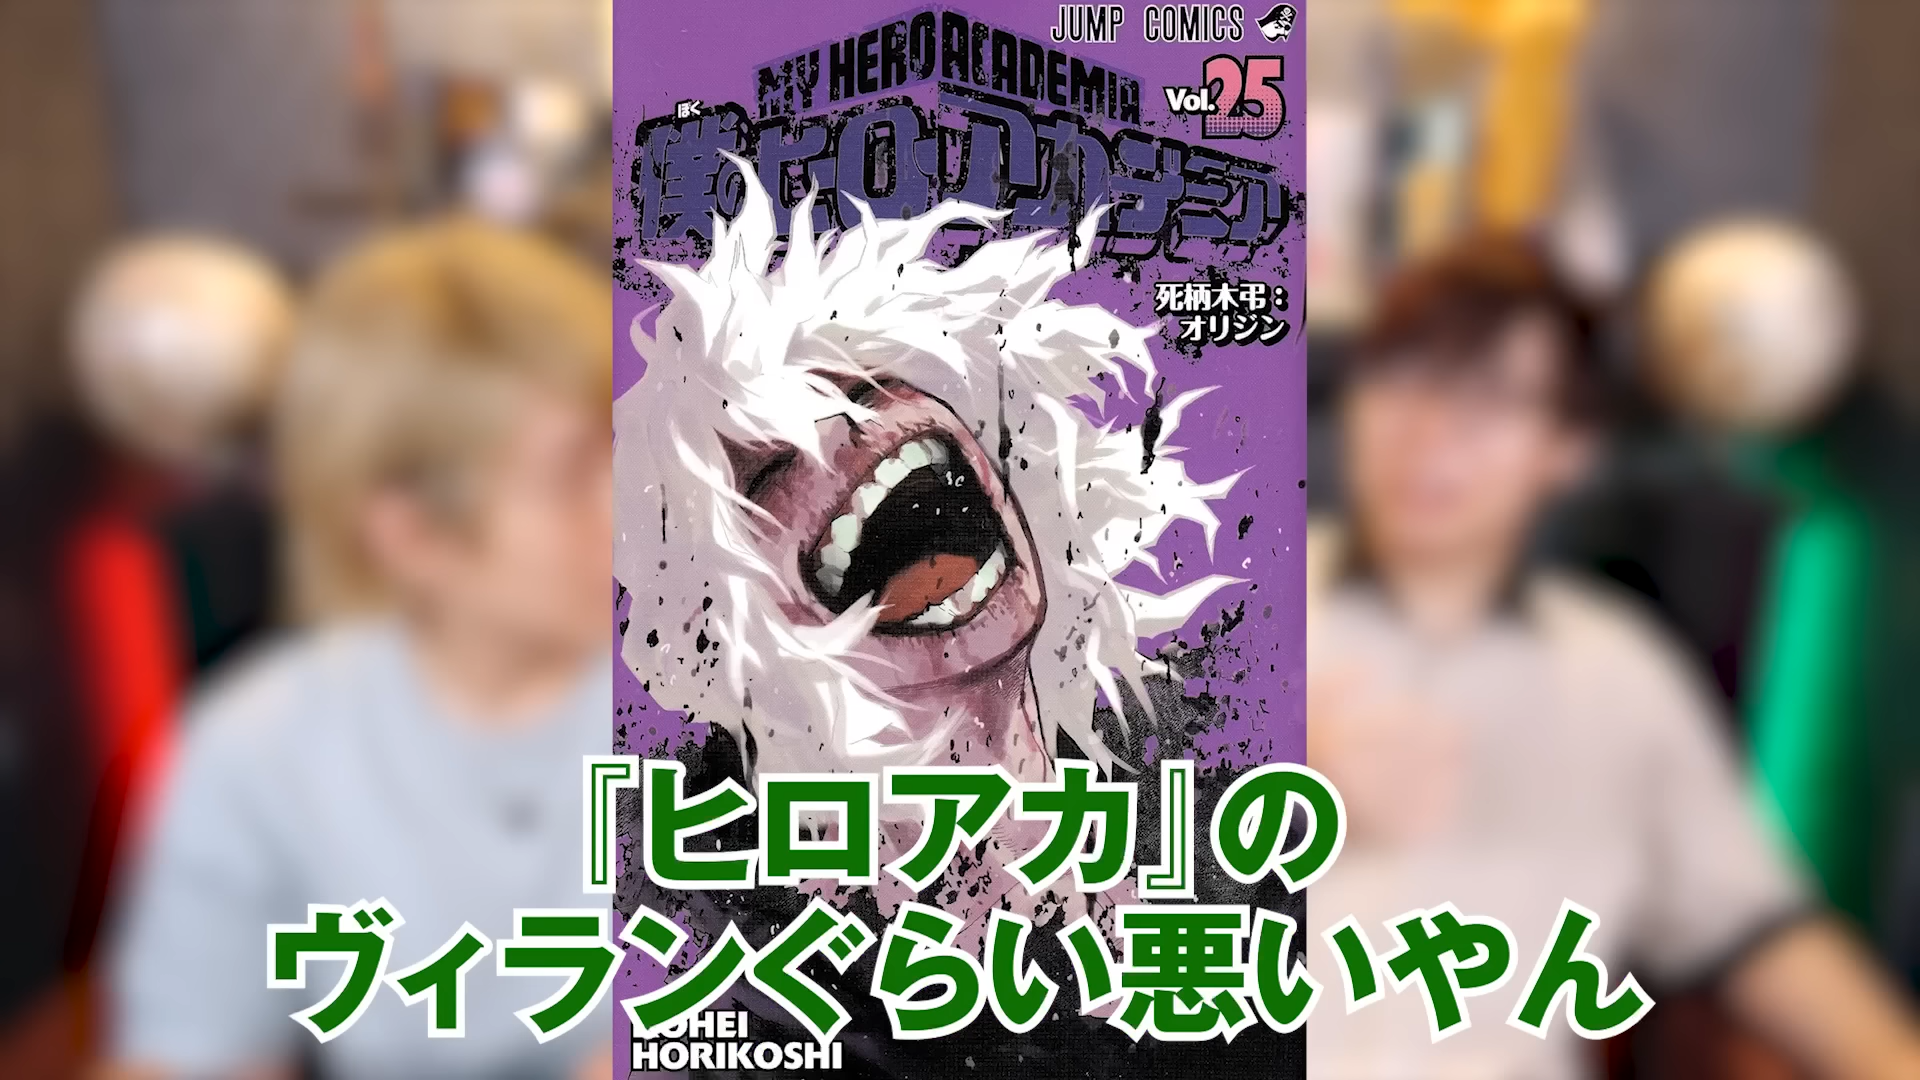 JUMP COMICS
MY HERO ACADEMIA
Vol.25
ぼく
僕のヒーローアカデミア
死柄木弔：
オリジン
『ヒロアカ』の
ヴィランぐらい悪いやん
KOHEI
HORIKOSHI